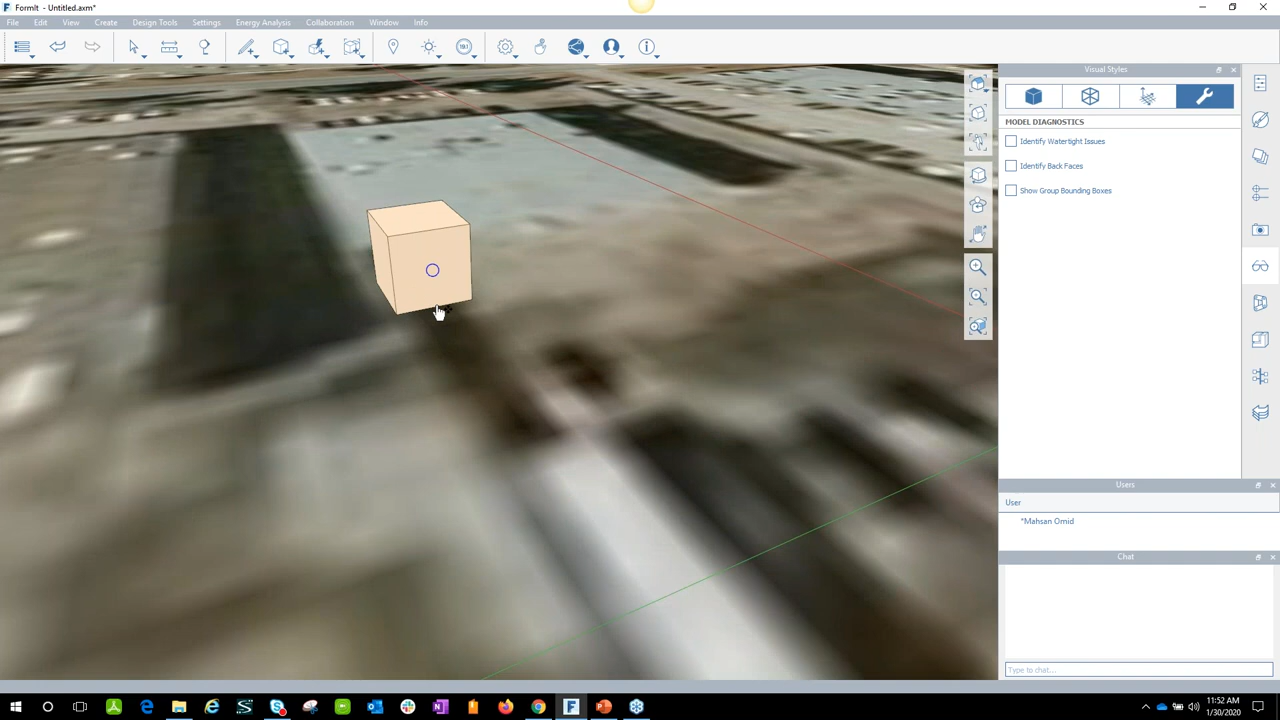 F FormIt - Untitled.axm*
File Edit View Create Design Tools Settings Energy Analysis Collaboration Window Info
19.1
Visual Styles
MODEL DIAGNOSTICS
Identify Watertight Issues
Identify Back Faces
Show Group Bounding Boxes
Users
User
*Mahsan Omid
Chat
Type to chat...
11:52 AM
1/30/2020